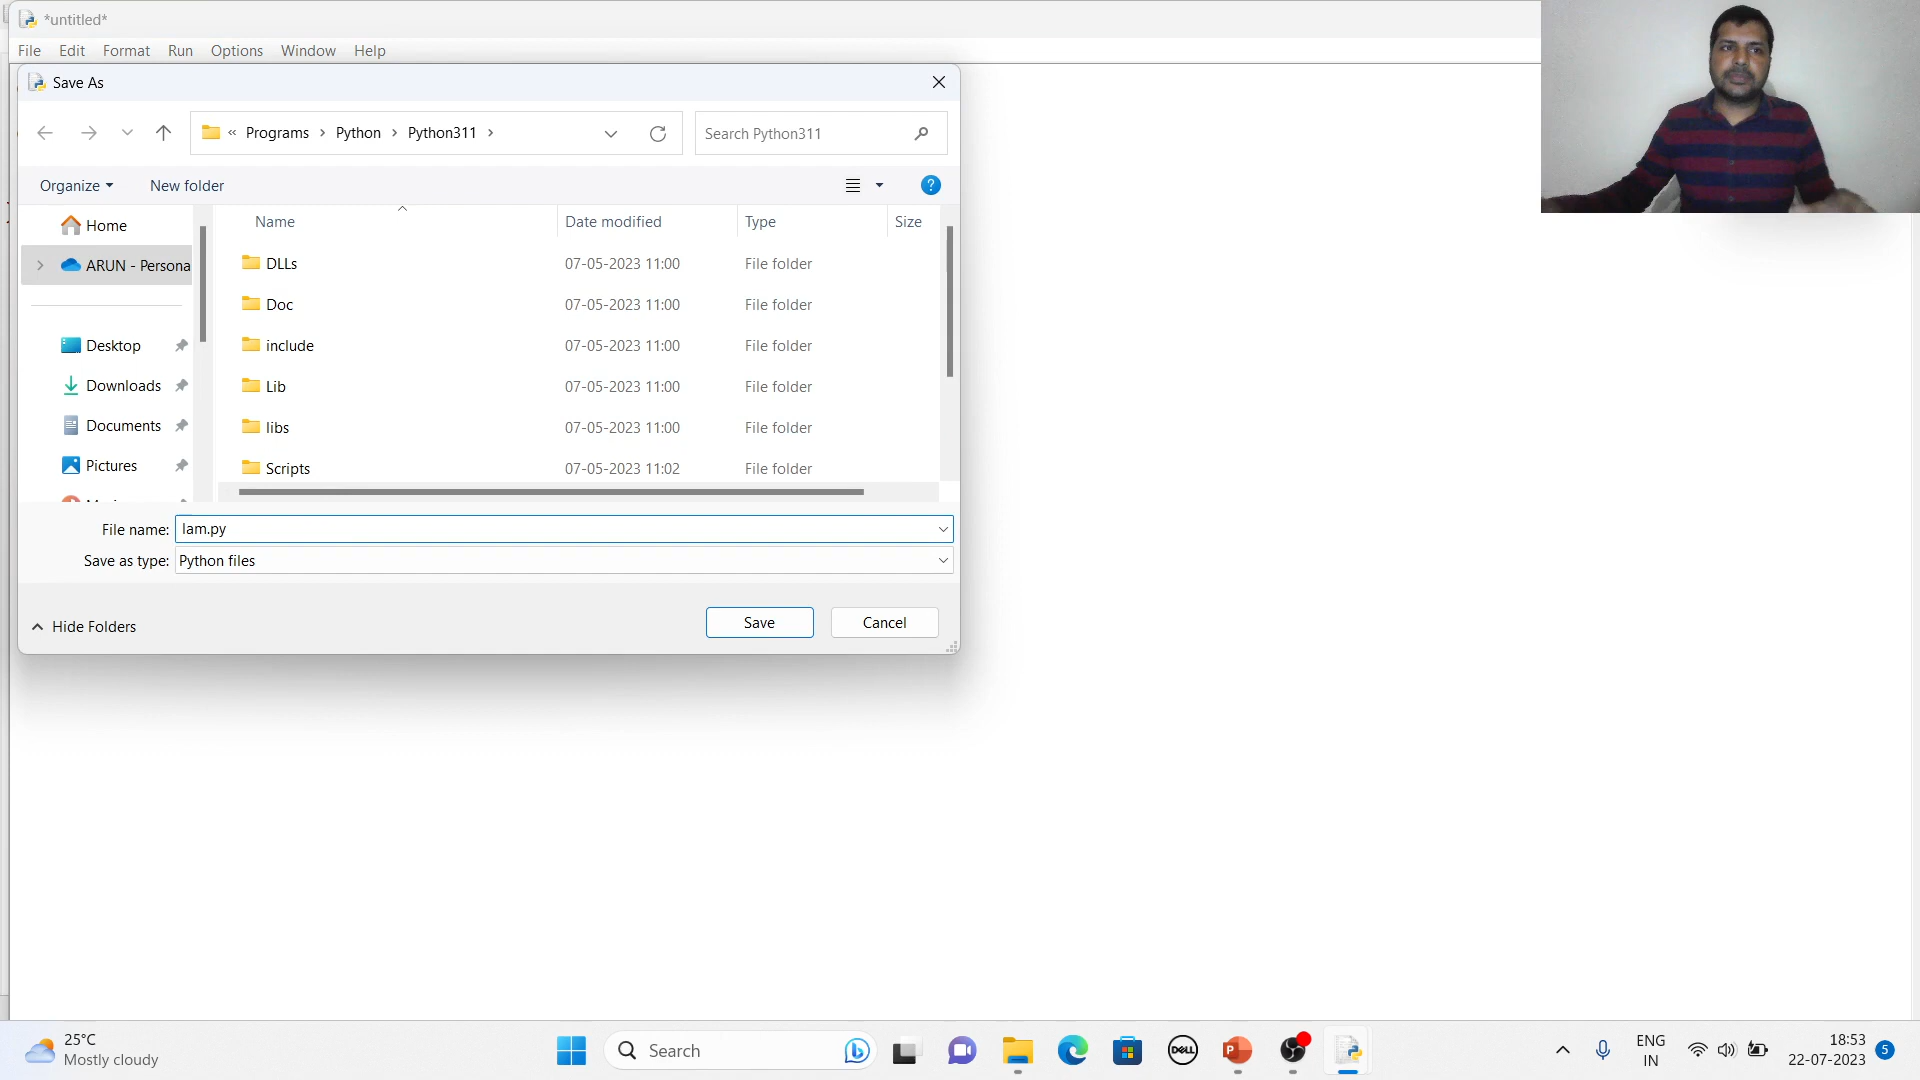 *untitled*
File Edit Format Run Options Window Help
Save As
« Programs > Python > Python311 >
Search Python311
Organize New folder
Name Date modified Type Size
Home
ARUN - Persona
Desktop
Downloads
Documents
Pictures
DLLs 07-05-2023 11:00 File folder
Doc 07-05-2023 11:00 File folder
include 07-05-2023 11:00 File folder
Lib 07-05-2023 11:00 File folder
libs 07-05-2023 11:00 File folder
Scripts 07-05-2023 11:02 File folder
File name: lam.py
Save as type: Python files
Hide Folders
Save Cancel
25°C
Mostly cloudy
Search
DELL
ENG
IN
18:53
22-07-2023
5